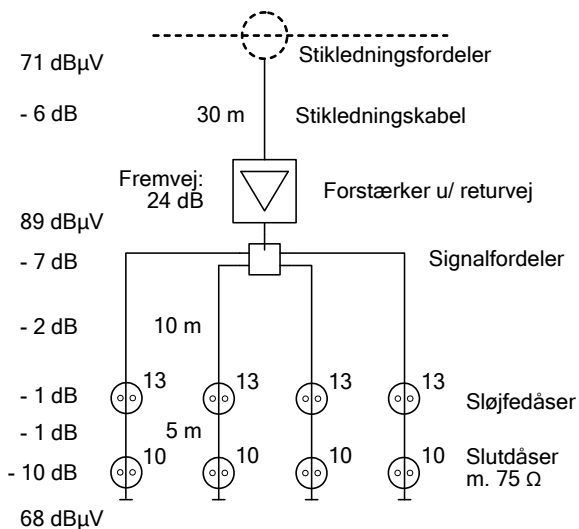 Stikledningsfordeler
71 dBµV
- 6 dB
30 m
Stikledningskabel
Fremvej:
24 dB
Forstærker u/ returvej
89 dBµV
- 7 dB
Signalfordeler
- 2 dB
10 m
13
13
13
13
- 1 dB
Sløjfedåser
- 1 dB
5 m
10
10
10
10
- 10 dB
Slutdåser
m. 75 Ω
68 dBµV